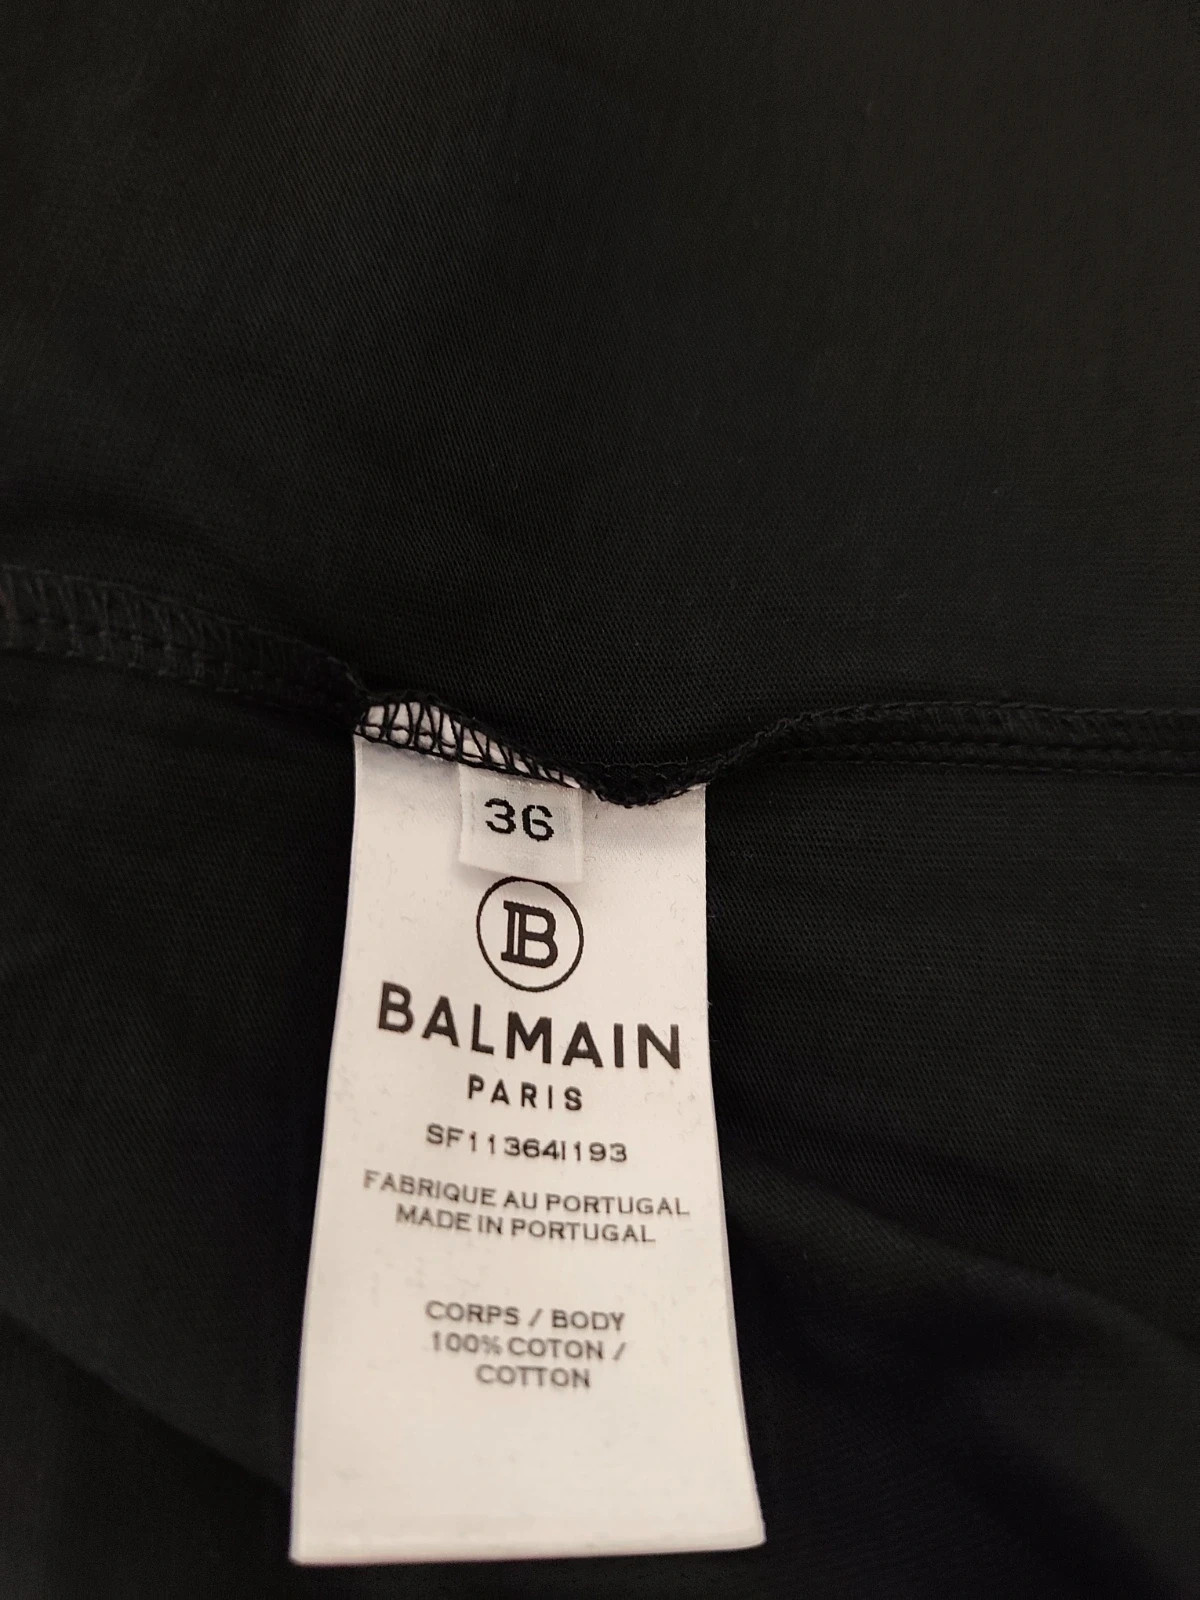 36
B
BALMAIN
PARIS
SF11364I193
FABRIQUE AU PORTUGAL
MADE IN PORTUGAL
CORPS / BODY
100% COTON /
COTTON